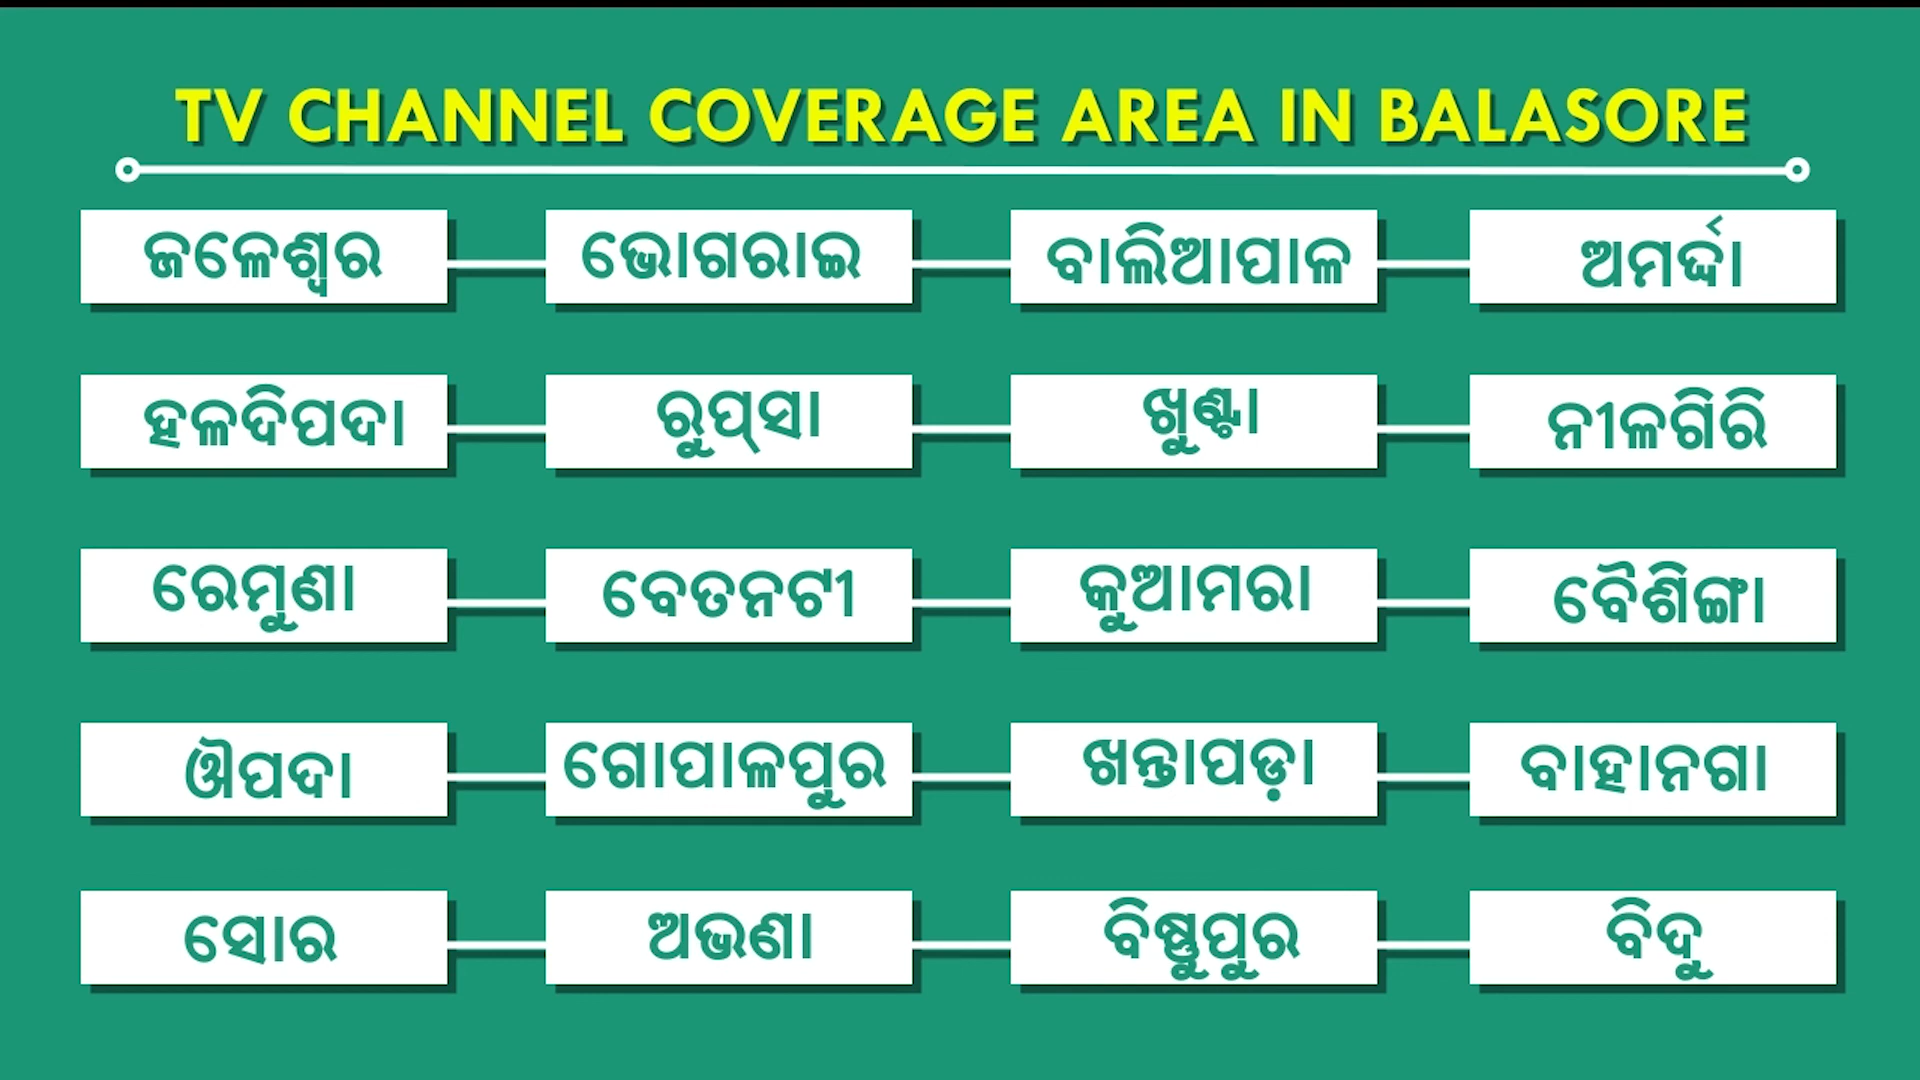 TV CHANNEL COVERAGE AREA IN BALASORE
ଜଳେଶ୍ୱର ଭୋଗରାଇ ବାଲିଆପାଳ ଅମର୍ଦ୍ଦା
ହଳଦିପଦା ରୁପ୍‌ସା ଖୁଣ୍ଟା ନୀଳଗିରି
ରେମୁଣା ବେତନଟୀ କୁଆମରା ବୈଶିଙ୍ଗା
ଔପଦା ଗୋପାଳପୁର ଖନ୍ତାପଡ଼ା ବାହାନଗା
ସୋର ଅଭଣା ବିଷ୍ଣୁପୁର ବିଦୁ